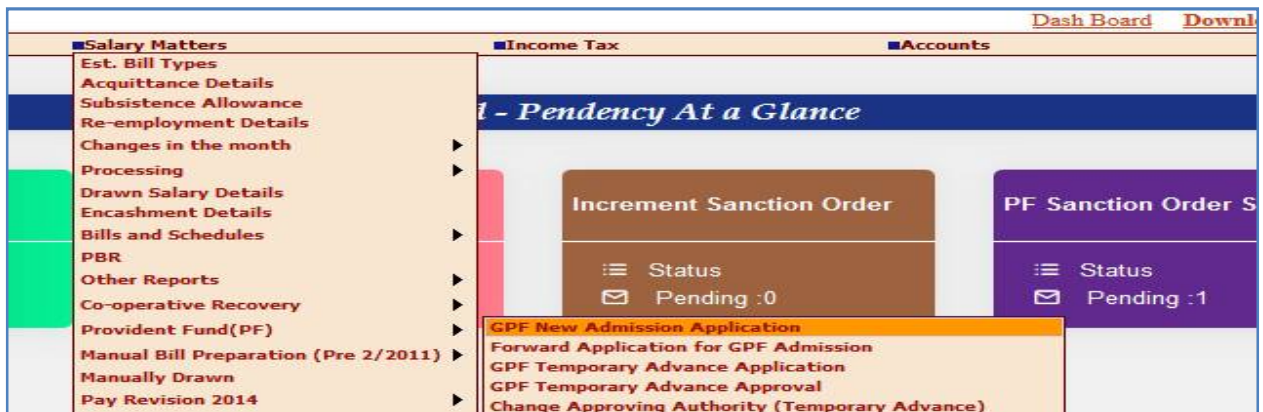 Dash Board Downl
Salary Matters Income Tax Accounts
Est. Bill Types
Acquittance Details
Subsistence Allowance
Re-employment Details
Changes in the month
Processing
Drawn Salary Details
Encashment Details
Bills and Schedules
PBR
Other Reports
Co-operative Recovery
Provident Fund(PF)
Manual Bill Preparation (Pre 2/2011)
Manually Drawn
Pay Revision 2014
- Pendency At a Glance
Increment Sanction Order
Status
Pending :0
PF Sanction Order S
Status
Pending :1
GPF New Admission Application
Forward Application for GPF Admission
GPF Temporary Advance Application
GPF Temporary Advance Approval
Change Approving Authority (Temporary Advance)